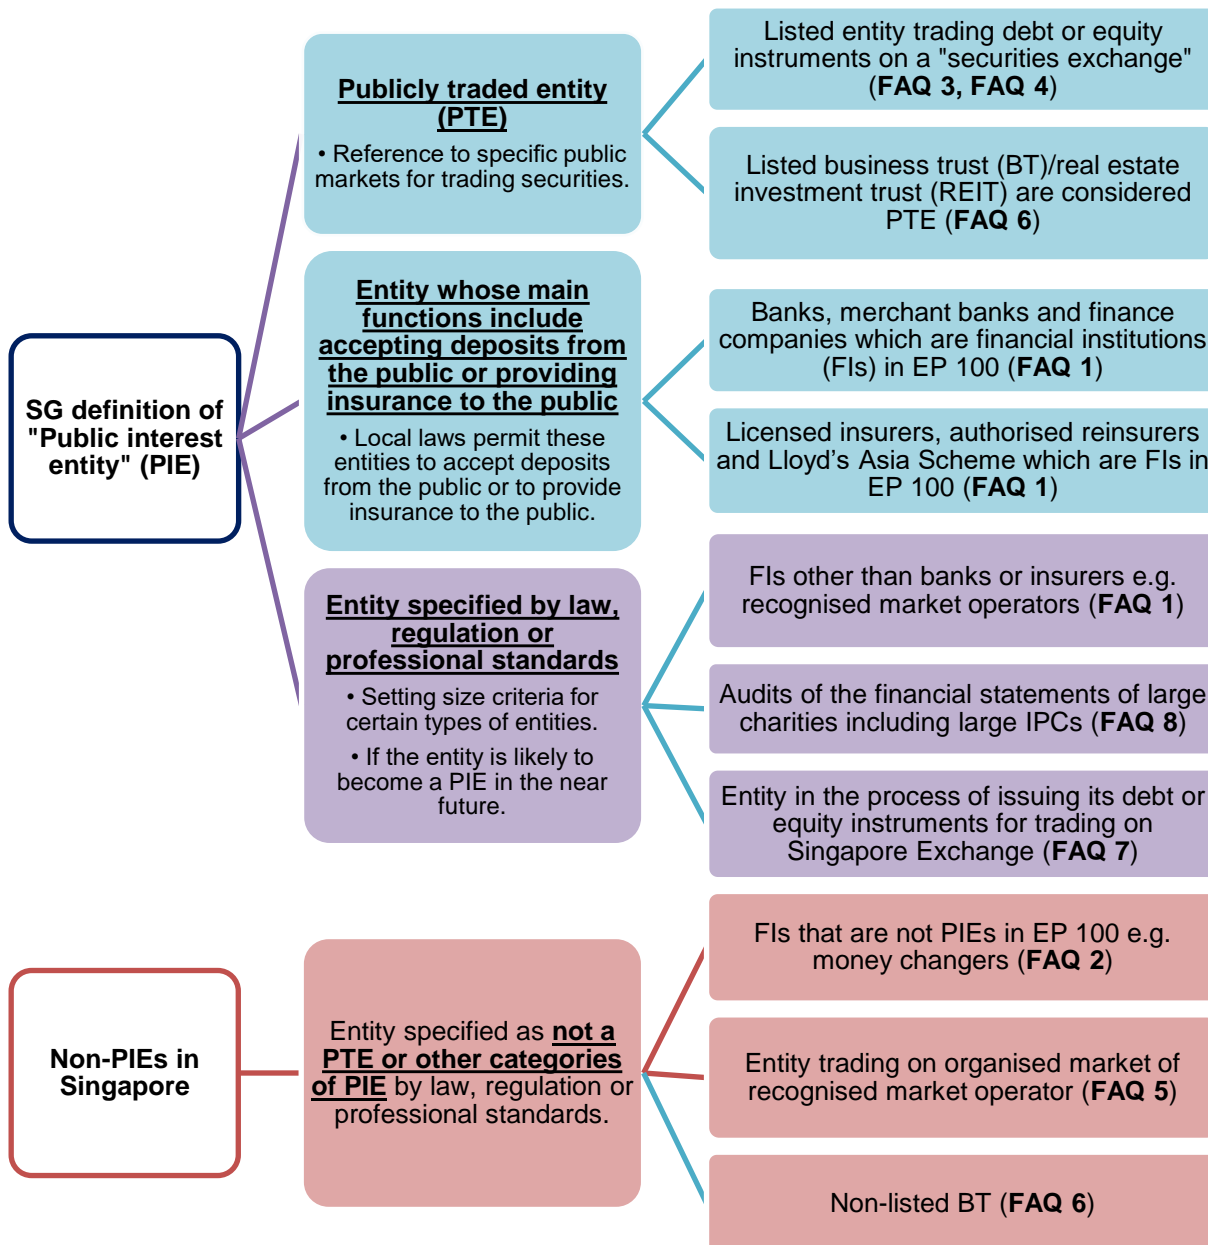 SG definition of
"Public interest
entity" (PIE)
Publicly traded entity
(PTE)
• Reference to specific public
markets for trading securities.
Listed entity trading debt or equity
instruments on a "securities exchange"
(FAQ 3, FAQ 4)
Listed business trust (BT)/real estate
investment trust (REIT) are considered
PTE (FAQ 6)
Entity whose main
functions include
accepting deposits from
the public or providing
insurance to the public
• Local laws permit these
entities to accept deposits
from the public or to provide
insurance to the public.
Banks, merchant banks and finance
companies which are financial institutions
(FIs) in EP 100 (FAQ 1)
Licensed insurers, authorised reinsurers
and Lloyd's Asia Scheme which are FIs in
EP 100 (FAQ 1)
Entity specified by law,
regulation or
professional standards
• Setting size criteria for
certain types of entities.
• If the entity is likely to
become a PIE in the near
future.
FIs other than banks or insurers e.g.
recognised market operators (FAQ 1)
Audits of the financial statements of large
charities including large IPCs (FAQ 8)
Entity in the process of issuing its debt or
equity instruments for trading on
Singapore Exchange (FAQ 7)
Non-PIEs in
Singapore
Entity specified as not a
PTE or other categories
of PIE by law, regulation or
professional standards.
FIs that are not PIEs in EP 100 e.g.
money changers (FAQ 2)
Entity trading on organised market of
recognised market operator (FAQ 5)
Non-listed BT (FAQ 6)